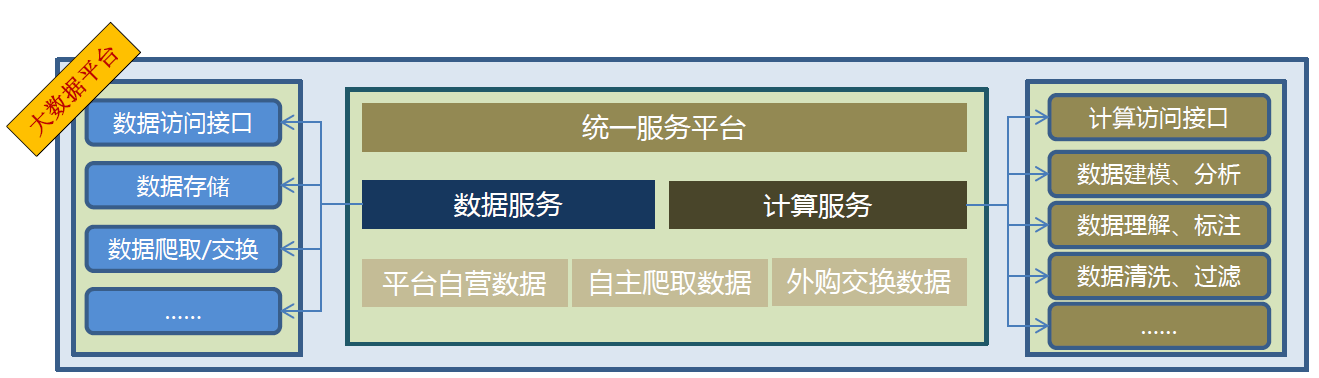 大数据平台
数据访问接口
数据存储
数据爬取/交换
......
统一服务平台
数据服务
计算服务
平台自营数据
自主爬取数据
外购交换数据
计算访问接口
数据建模、分析
数据理解、标注
数据清洗、过滤
......